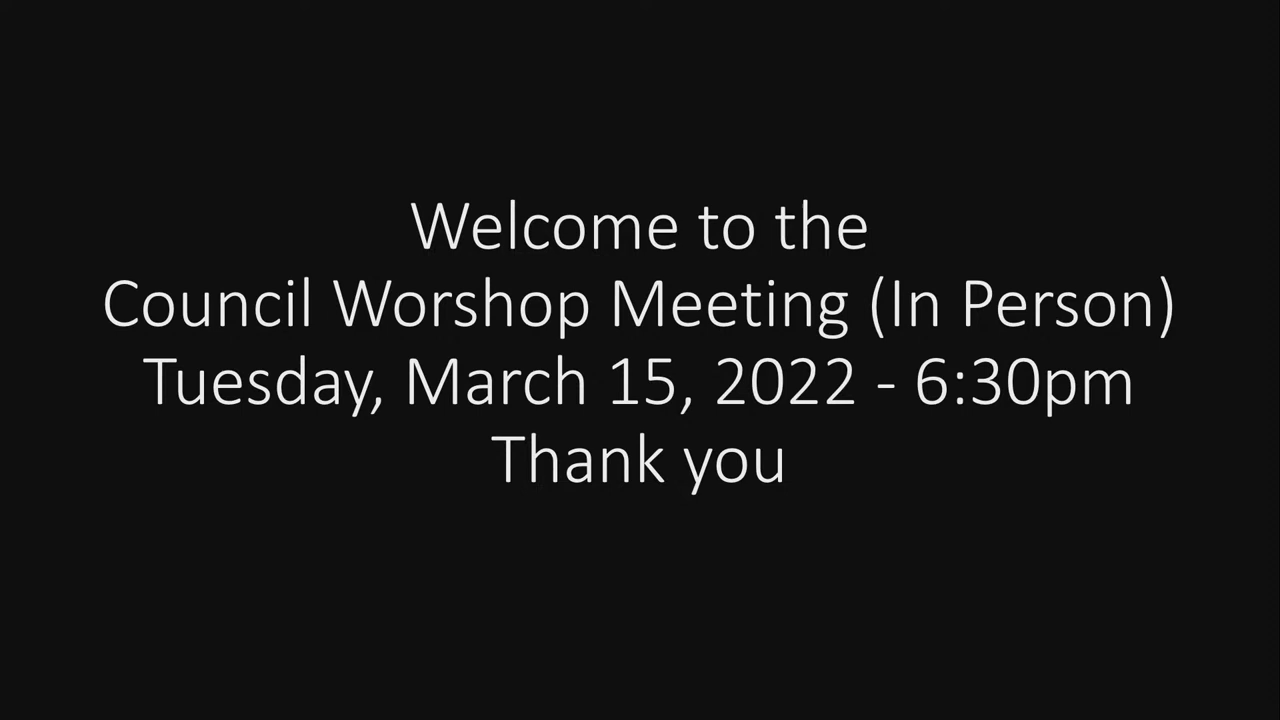 Welcome to the
Council Worshop Meeting (In Person)
Tuesday, March 15, 2022 - 6:30pm
Thank you